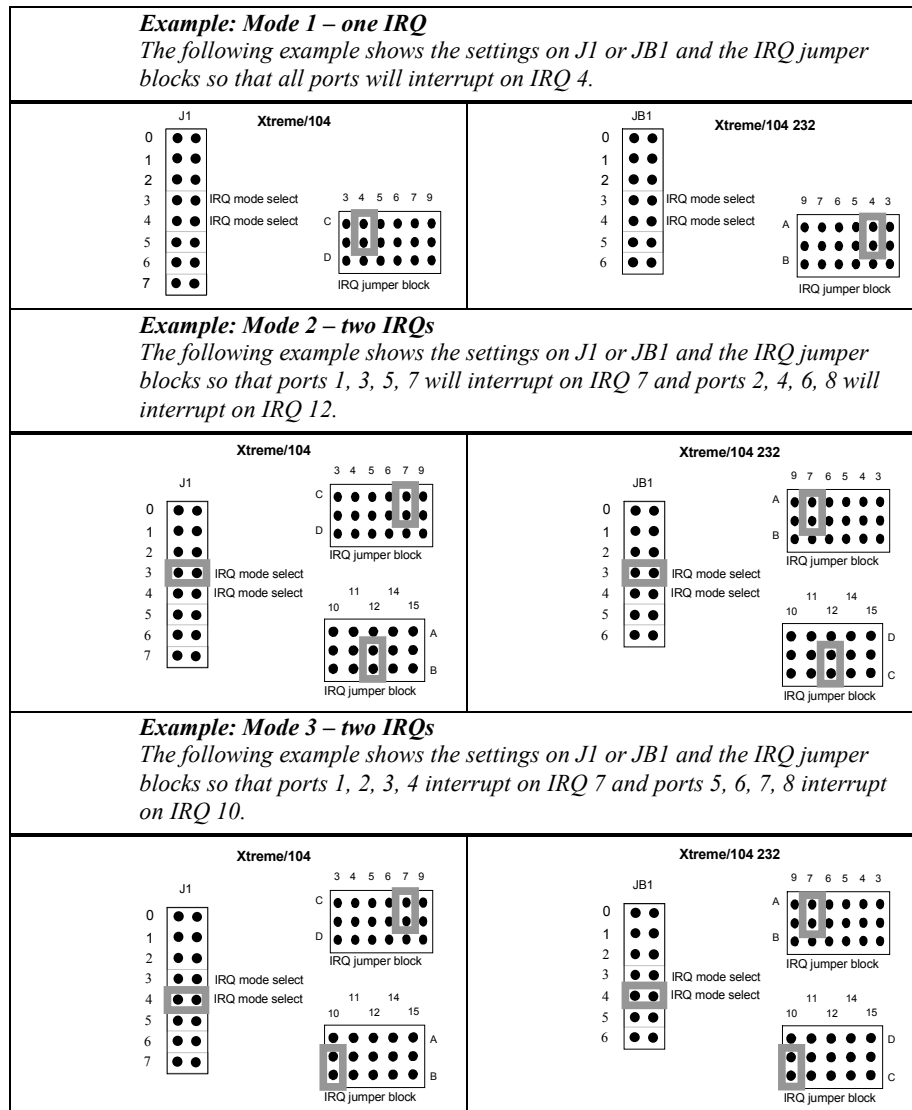 Example: Mode 1 – one IRQ
The following example shows the settings on J1 or JB1 and the IRQ jumper
blocks so that all ports will interrupt on IRQ 4.
J1
Xtreme/104
0
1
2
3 IRQ mode select
4 IRQ mode select
5
6
7
3 4 5 6 7 9
C
D
IRQ jumper block
JB1
Xtreme/104 232
0
1
2
3 IRQ mode select
4 IRQ mode select
5
6
9 7 6 5 4 3
A
B
IRQ jumper block
Example: Mode 2 – two IRQs
The following example shows the settings on J1 or JB1 and the IRQ jumper
blocks so that ports 1, 3, 5, 7 will interrupt on IRQ 7 and ports 2, 4, 6, 8 will
interrupt on IRQ 12.
Xtreme/104
J1
0
1
2
3 IRQ mode select
4 IRQ mode select
5
6
7
3 4 5 6 7 9
C
D
IRQ jumper block
11 14
10 12 15
A
B
IRQ jumper block
Xtreme/104 232
JB1
0
1
2
3 IRQ mode select
4 IRQ mode select
5
6
9 7 6 5 4 3
A
B
IRQ jumper block
11 14
10 12 15
D
C
IRQ jumper block
Example: Mode 3 – two IRQs
The following example shows the settings on J1 or JB1 and the IRQ jumper
blocks so that ports 1, 2, 3, 4 interrupt on IRQ 7 and ports 5, 6, 7, 8 interrupt
on IRQ 10.
Xtreme/104
J1
0
1
2
3 IRQ mode select
4 IRQ mode select
5
6
7
3 4 5 6 7 9
C
D
IRQ jumper block
11 14
10 12 15
A
B
IRQ jumper block
Xtreme/104 232
JB1
0
1
2
3 IRQ mode select
4 IRQ mode select
5
6
9 7 6 5 4 3
A
B
IRQ jumper block
11 14
10 12 15
D
C
IRQ jumper block